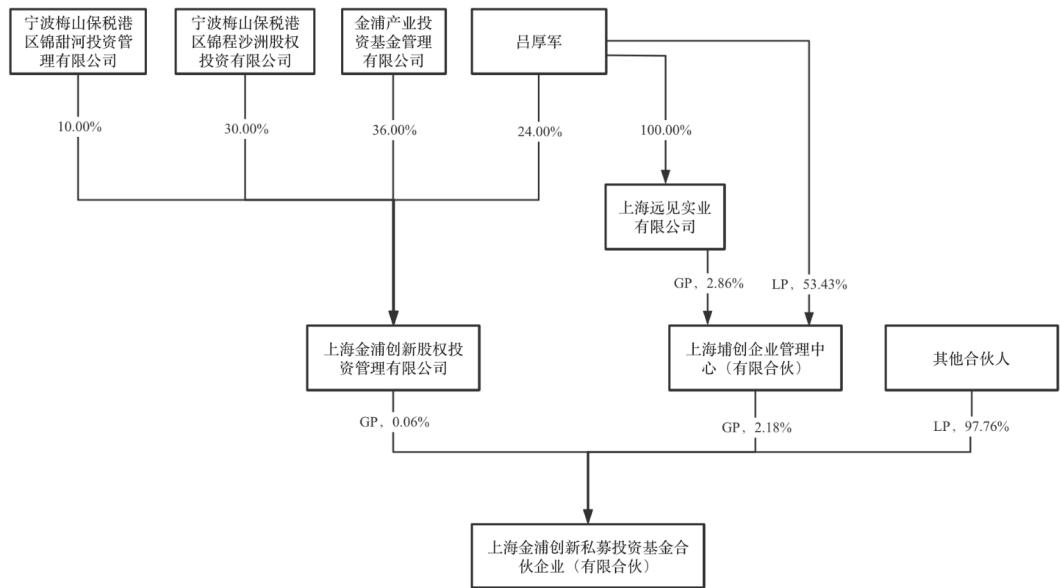 宁波梅山保税港
区锦甜河投资管
理有限公司
宁波梅山保税港
区锦程沙洲股权
投资有限公司
金浦产业投
资基金管理
有限公司
吕厚军
10.00%
30.00%
36.00%
24.00%
100.00%
上海远见实业
有限公司
GP，2.86%
LP，53.43%
上海金浦创新股权投
资管理有限公司
上海埔创企业管理中
心（有限合伙）
其他合伙人
GP，0.06%
GP，2.18%
LP，97.76%
上海金浦创新私募投资基金合
伙企业（有限合伙）